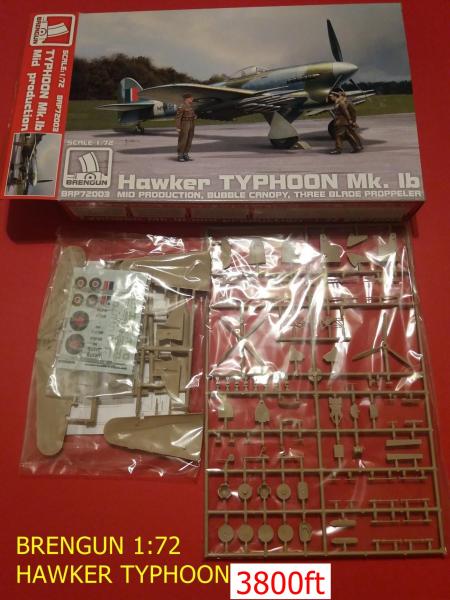 SCALE:1/72 BRP72003
TYPHOON Mk.Ib
Mid production
SCALE-1/72
BRENGUN
BRP72003
Hawker TYPHOON Mk. Ib
MID PRODUCTION, BUBBLE CANOPY, THREE BLADE PROPPELER
BRENGUN
BRENGUN 1:72
HAWKER TYPHOON
3800ft